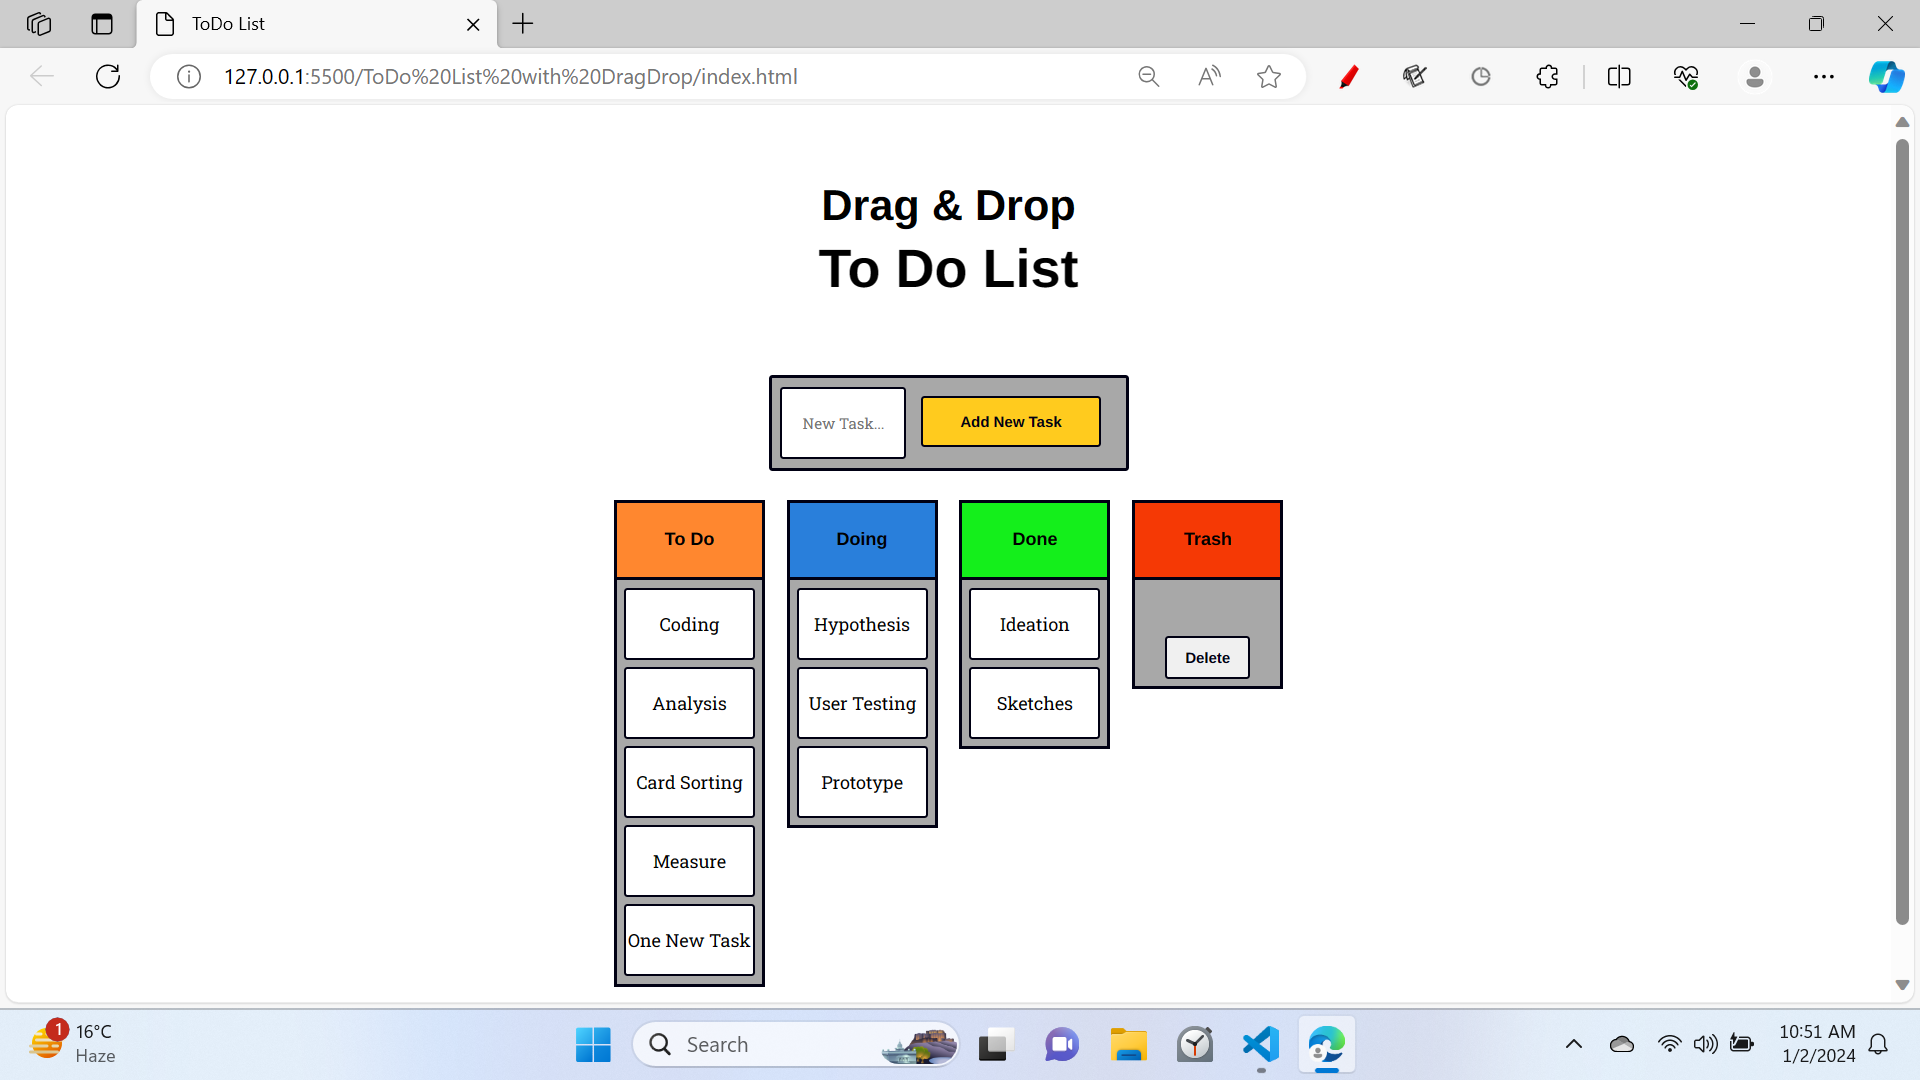 ToDo List
127.0.0.1:5500/ToDo%20List%20with%20DragDrop/index.html
Drag & Drop
To Do List
New Task...
Add New Task
To Do
Doing
Done
Trash
Coding
Hypothesis
Ideation
Delete
Analysis
User Testing
Sketches
Card Sorting
Prototype
Measure
One New Task
1
16°C
Haze
Search
10:51 AM
1/2/2024